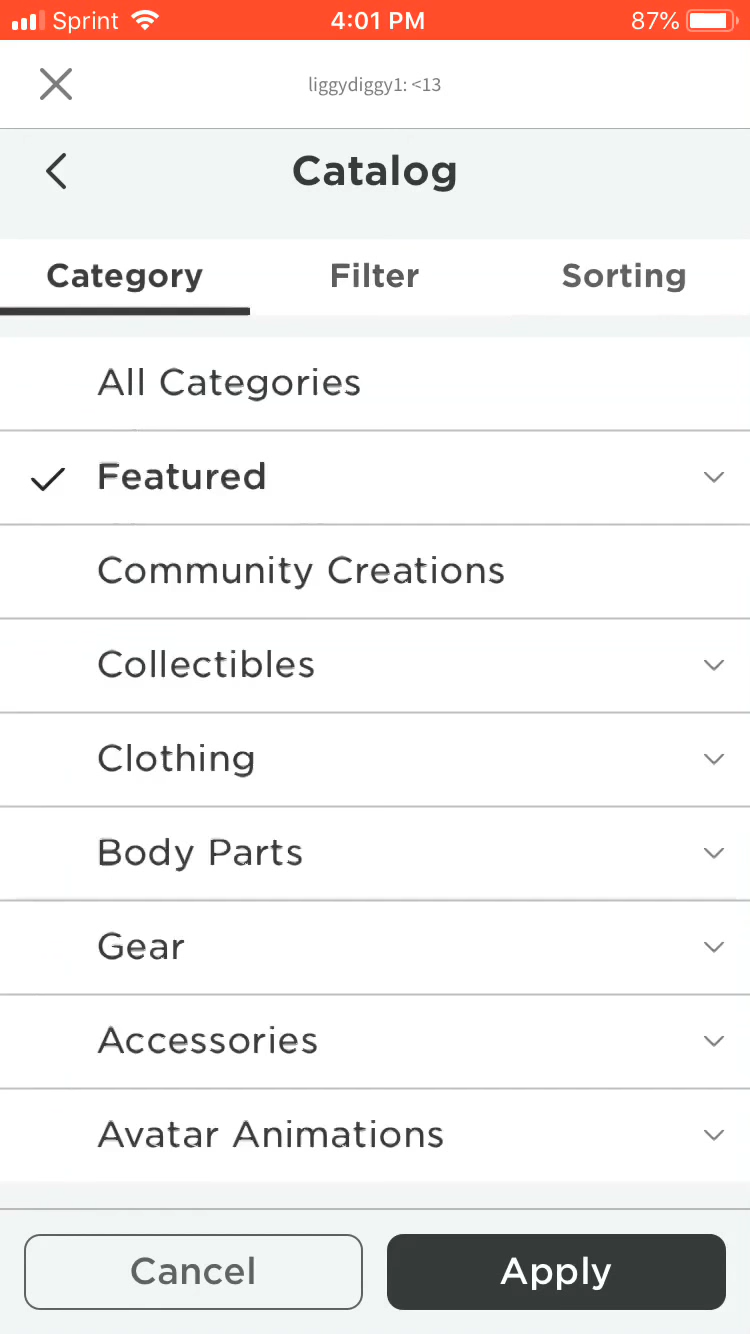 Sprint 4:01 PM 87%
liggydiggy1: <13
Catalog
Category Filter Sorting
All Categories
Featured
Community Creations
Collectibles
Clothing
Body Parts
Gear
Accessories
Avatar Animations
Cancel Apply